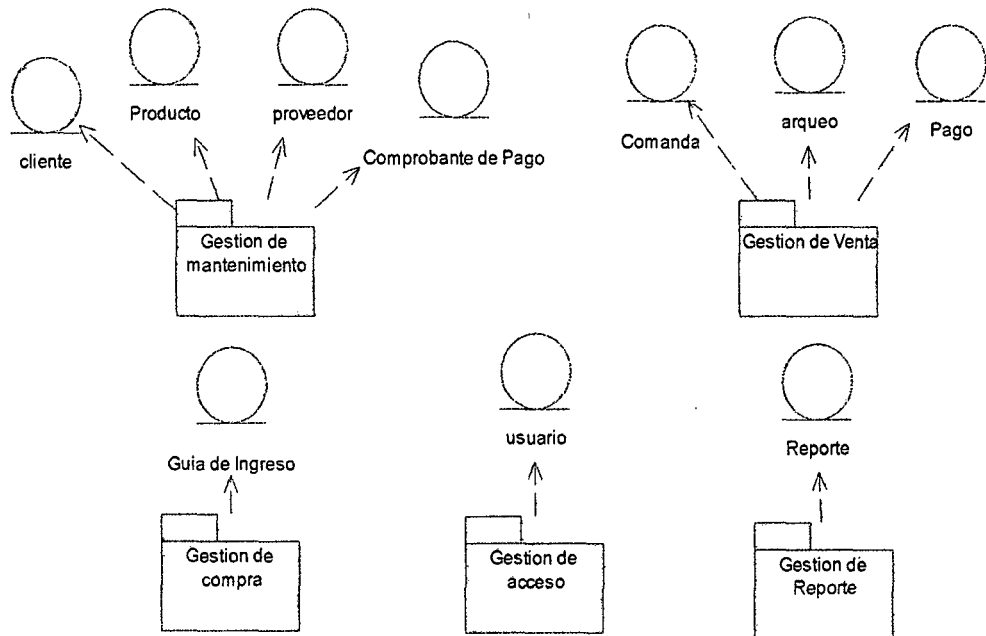 cliente
Producto
proveedor
Comprobante de Pago
Gestion de
mantenimiento
Comanda
arqueo
Pago
Gestion de Venta
Guia de Ingreso
Gestion de
compra
usuario
Gestion de
acceso
Reporte
Gestion de
Reporte